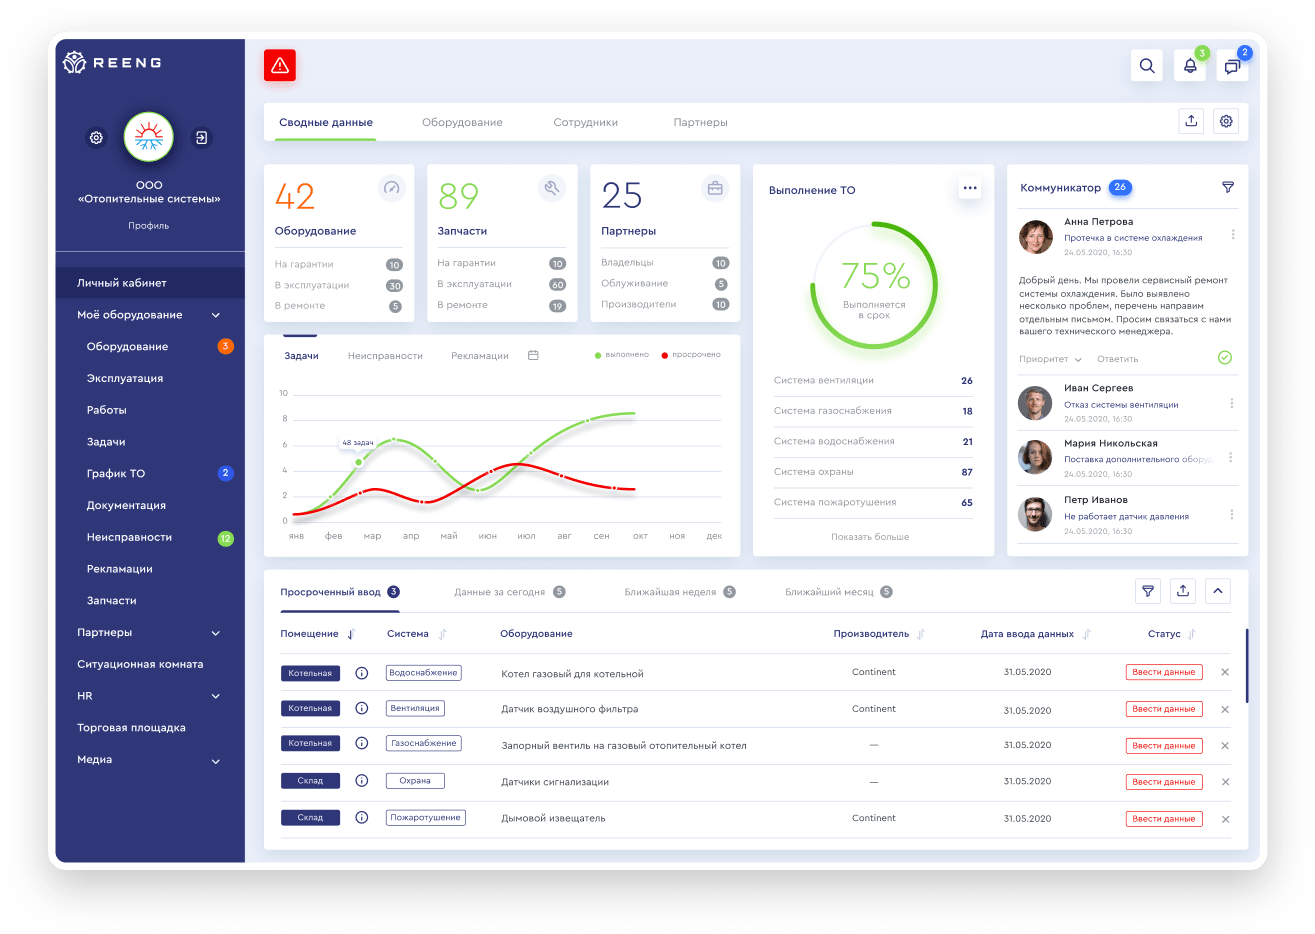 REENG
ООО
«Отопительные системы»
Профиль
Личный кабинет
Моё оборудование
Оборудование 3
Эксплуатация
Работы
Задачи
График ТО 2
Документация
Неисправности 12
Рекламации
Запчасти
Партнеры
Ситуационная комната
HR
Торговая площадка
Медиа
3 2
Сводные данные Оборудование Сотрудники Партнеры
42
Оборудование
На гарантии 10
В эксплуатации 30
В ремонте 5
89
Запчасти
На гарантии 10
В эксплуатации 60
В ремонте 19
25
Партнеры
Владельцы 10
Облуживание 5
Производители 10
Задачи Неисправности Рекламации выполнено просрочено
10
8
6
4
2
0
48 задач
янв фев мар апр май июн июл авг сен окт ноя дек
Выполнение ТО
75%
Выполняется
в срок
Система вентиляции 26
Система газоснабжения 18
Система водоснабжения 21
Система охраны 87
Система пожаротушения 65
Показать больше
Коммуникатор 26
Анна Петрова
Протечка в системе охлаждения
24.05.2020, 16:30
Добрый день. Мы провели сервисный ремонт
системы охлаждения. Было выявлено
несколько проблем, перечень направим
отдельным письмом. Просим связаться с нами
вашего технического менеджера.
Приоритет Ответить
Иван Сергеев
Отказ системы вентиляции
24.05.2020, 16:30
Мария Никольская
Поставка дополнительного обору
24.05.2020, 16:30
Петр Иванов
Не работает датчик давления
24.05.2020, 16:30
Просроченный ввод 3 Данные за сегодня 5 Ближайшая неделя 5 Ближайший месяц 5
Помещение Система Оборудование Производитель Дата ввода данных Статус
Котельная Водоснабжение Котел газовый для котельной Continent 31.05.2020 Ввести данные
Котельная Вентиляция Датчик воздушного фильтра Continent 31.05.2020 Ввести данные
Котельная Газоснабжение Запорный вентиль на газовый отопительный котел — 31.05.2020 Ввести данные
Склад Охрана Датчики сигнализации — 31.05.2020 Ввести данные
Склад Пожаротушение Дымовой извещатель Continent 31.05.2020 Ввести данные